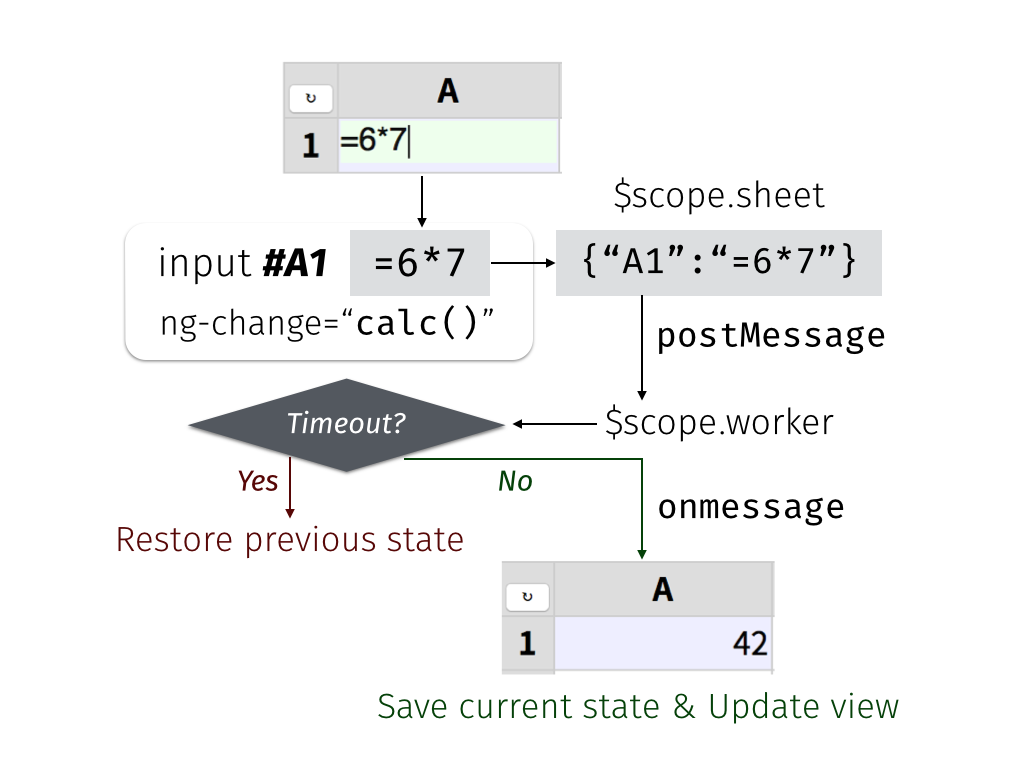 ↻ A
1 =6*7
$scope.sheet
input #A1 =6*7
{“A1”:“=6*7”}
ng-change=“calc()”
postMessage
Timeout?
$scope.worker
Yes
No
onmessage
Restore previous state
↻ A
1 42
Save current state & Update view